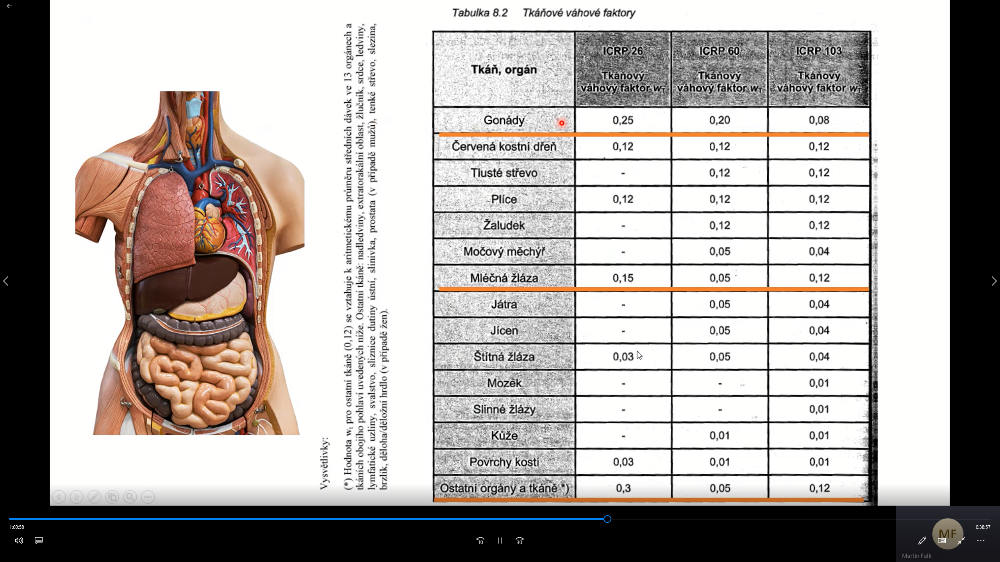 Tabulka 8.2 Tkáňové váhové faktory
Tkáň, orgán
ICRP 26
Tkáňový
váhový faktor wT
ICRP 60
Tkáňový
váhový faktor wT
ICRP 103
Tkáňový
váhový faktor wT
Gonády 0,25 0,20 0,08
Červená kostní dřeň 0,12 0,12 0,12
Tlusté střevo - 0,12 0,12
Plíce 0,12 0,12 0,12
Žaludek - 0,12 0,12
Močový měchýř - 0,05 0,04
Mléčná žláza 0,15 0,05 0,12
Játra - 0,05 0,04
Jícen - 0,05 0,04
Štítná žláza 0,03 0,05 0,04
Mozek - - 0,01
Slinné žlázy - - 0,01
Kůže - 0,01 0,01
Povrchy kostí 0,03 0,01 0,01
Ostatní orgány a tkáně *) 0,3 0,05 0,12
Vysvětlivky:
(*) Hodnota wt pro ostatní tkáně (0,12) se vztahuje k aritmetickému průměru středních dávek ve 13 orgánech a
tkáních obojího pohlaví uvedených níže. Ostatní tkáně: nadledviny, extratorakální oblast, žlučník, srdce, ledviny,
lymfatické uzliny, svalstvo, sliznice dutiny ústní, slinivka, prostata (v případě mužů), tenké střevo, slezina,
brzlík, děloha/děložní hrdlo (v případě žen).
1:00:58
0:38:57
10
30
MF
Martin Falk